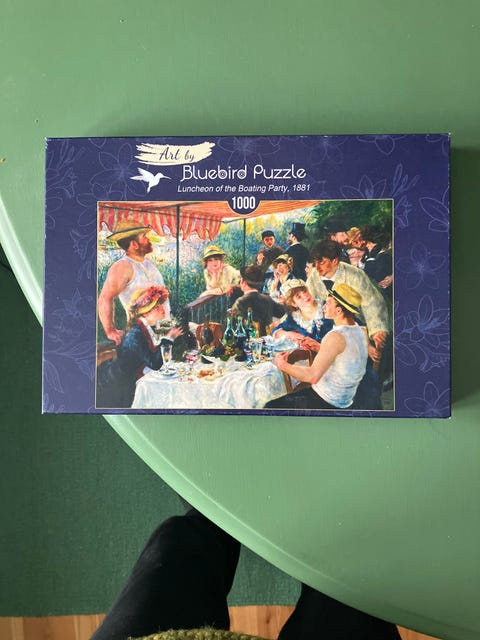 Art by
Bluebird Puzzle
Luncheon of the Boating Party, 1881
1000